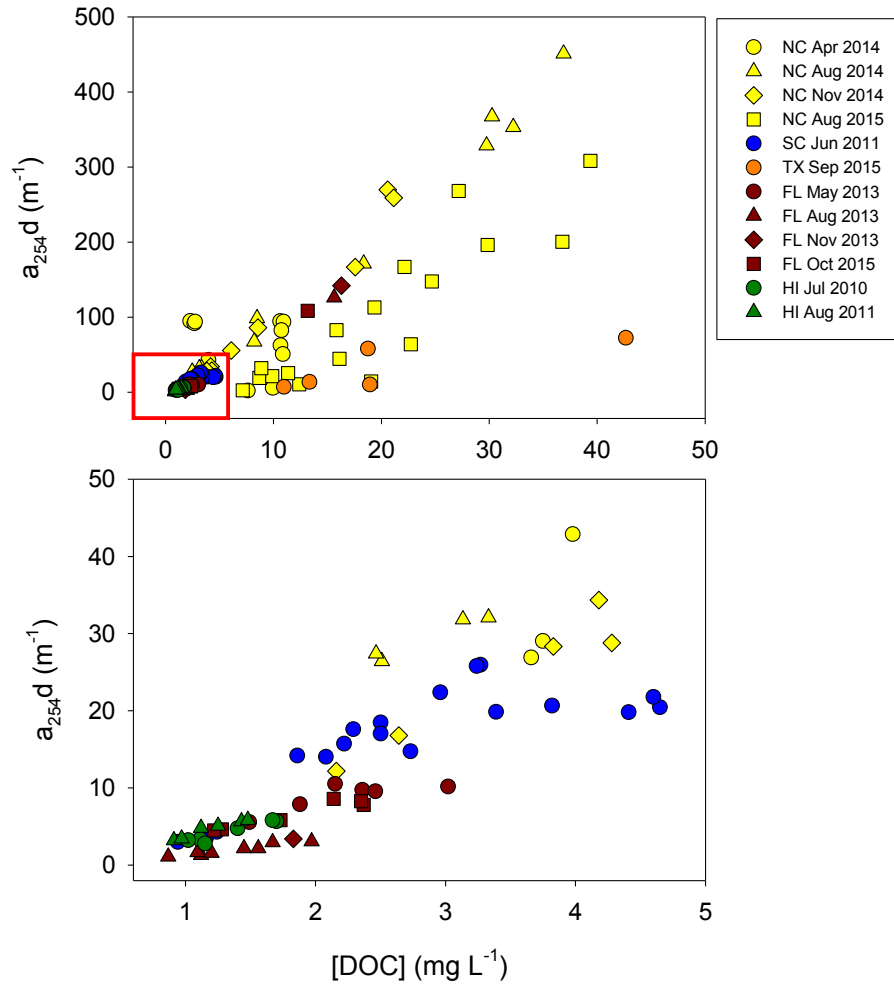 500
400
300
200
100
0
a₂₅₄d (m⁻¹)
0 10 20 30 40 50
NC Apr 2014
NC Aug 2014
NC Nov 2014
NC Aug 2015
SC Jun 2011
TX Sep 2015
FL May 2013
FL Aug 2013
FL Nov 2013
FL Oct 2015
HI Jul 2010
HI Aug 2011
50
40
30
20
10
0
a₂₅₄d (m⁻¹)
1 2 3 4 5
[DOC] (mg L⁻¹)